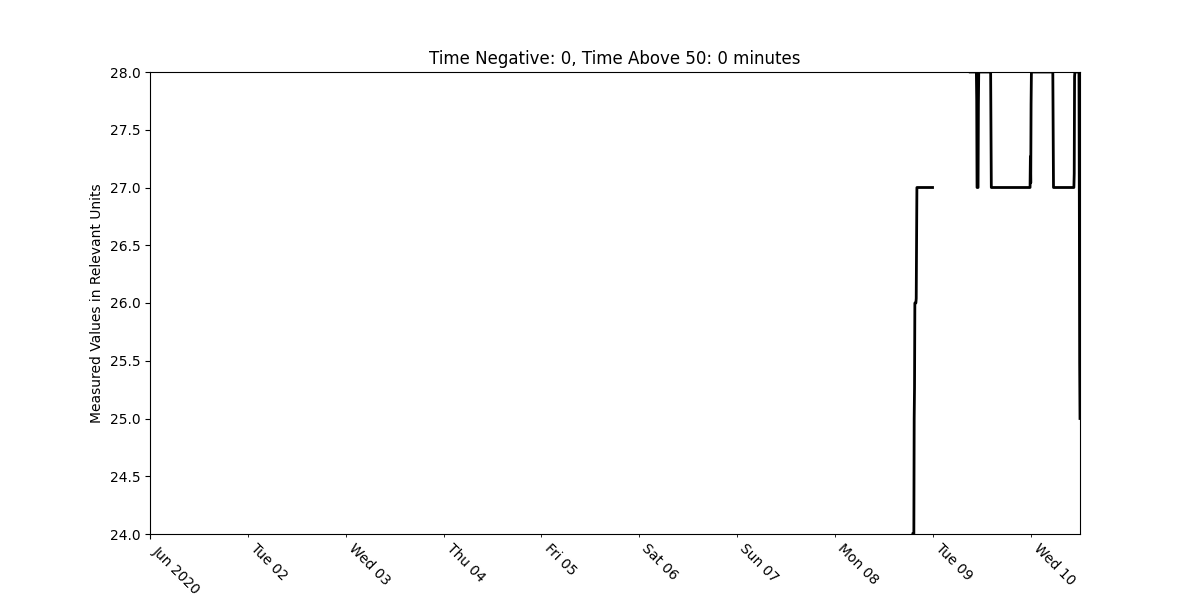 Time Negative: 0, Time Above 50: 0 minutes
28.0
27.5
27.0
26.5
26.0
25.5
25.0
24.5
24.0
Measured Values in Relevant Units
Jun 2020
Tue 02
Wed 03
Thu 04
Fri 05
Sat 06
Sun 07
Mon 08
Tue 09
Wed 10